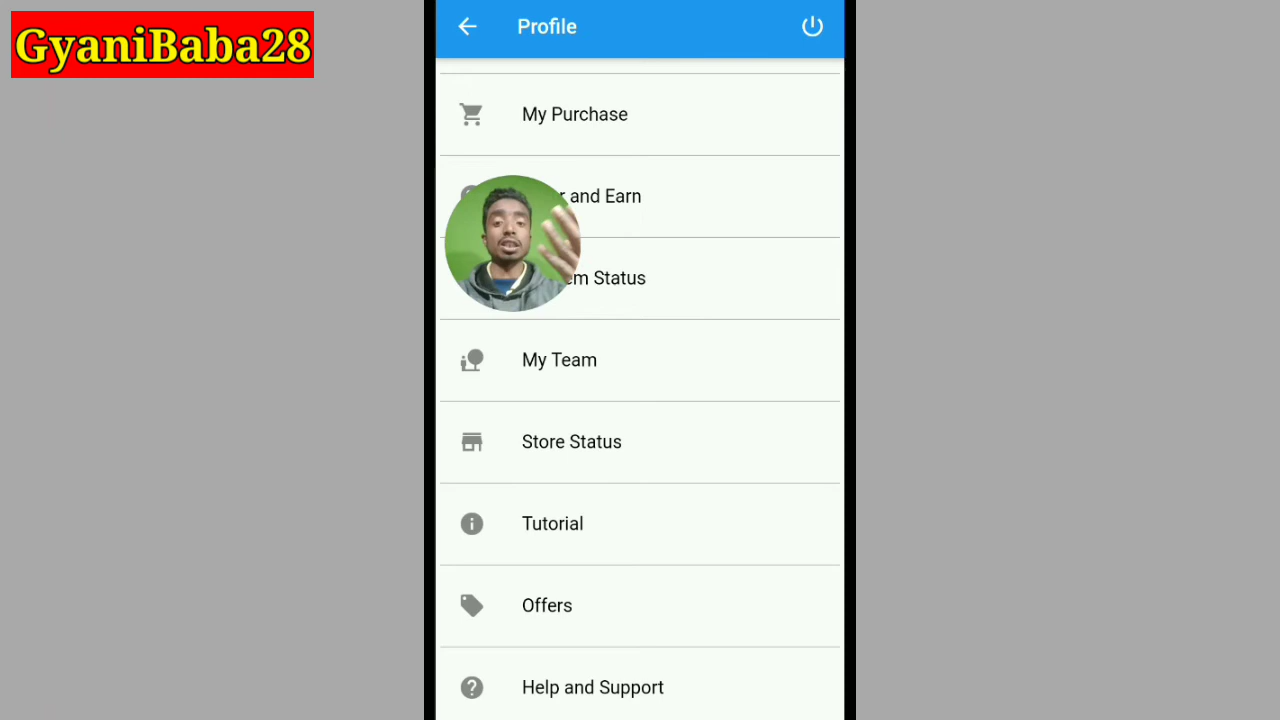 GyaniBaba28
Profile
My Purchase
and Earn
Status
My Team
Store Status
Tutorial
Offers
Help and Support